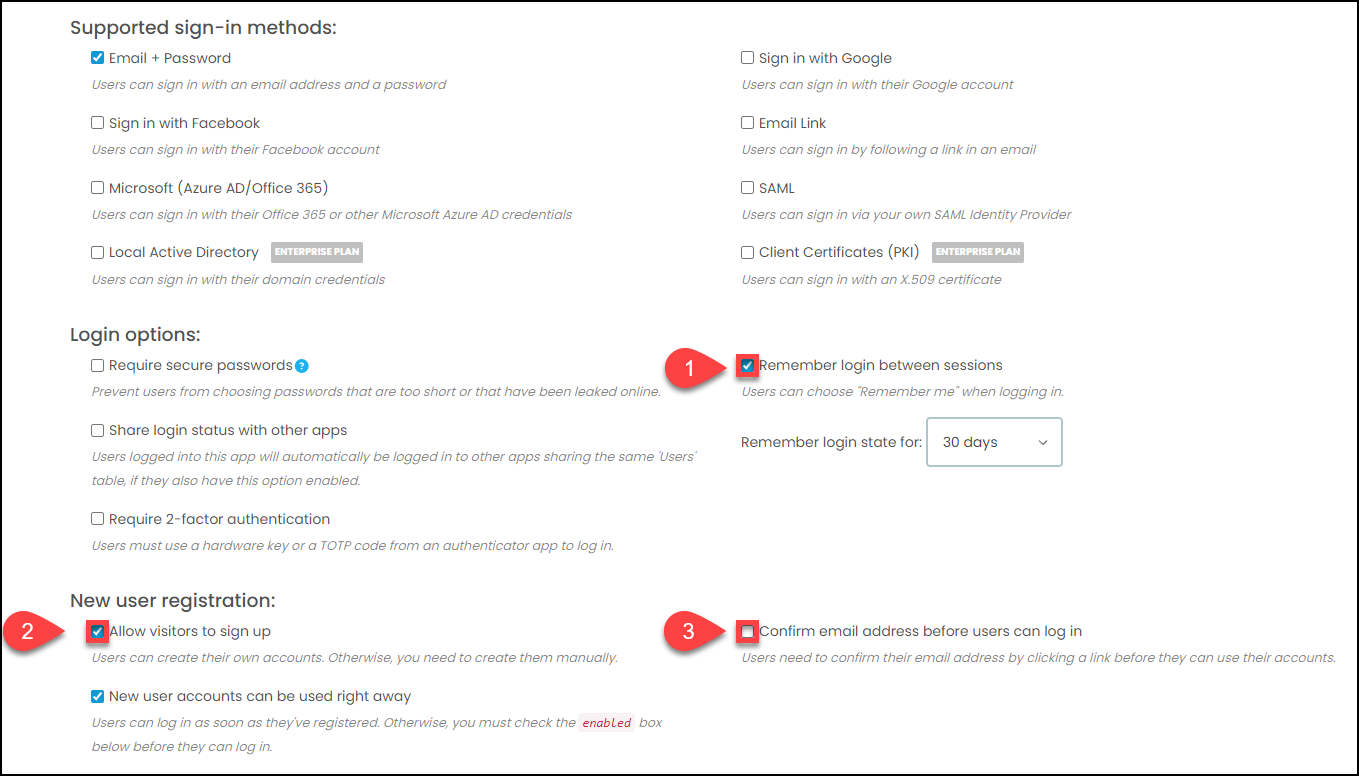 Supported sign-in methods:
Email + Password
Users can sign in with an email address and a password
Sign in with Google
Users can sign in with their Google account
Sign in with Facebook
Users can sign in with their Facebook account
Email Link
Users can sign in by following a link in an email
Microsoft (Azure AD/Office 365)
Users can sign in with their Office 365 or other Microsoft Azure AD credentials
SAML
Users can sign in via your own SAML Identity Provider
Local Active Directory ENTERPRISE PLAN
Users can sign in with their domain credentials
Client Certificates (PKI) ENTERPRISE PLAN
Users can sign in with an X.509 certificate
Login options:
Require secure passwords ?
Prevent users from choosing passwords that are too short or that have been leaked online.
1
Remember login between sessions
Users can choose "Remember me" when logging in.
Remember login state for: 30 days
Share login status with other apps
Users logged into this app will automatically be logged in to other apps sharing the same 'Users'
table, if they also have this option enabled.
Require 2-factor authentication
Users must use a hardware key or a TOTP code from an authenticator app to log in.
New user registration:
2
Allow visitors to sign up
Users can create their own accounts. Otherwise, you need to create them manually.
3
Confirm email address before users can log in
Users need to confirm their email address by clicking a link before they can use their accounts.
New user accounts can be used right away
Users can log in as soon as they've registered. Otherwise, you must check the enabled box
below before they can log in.